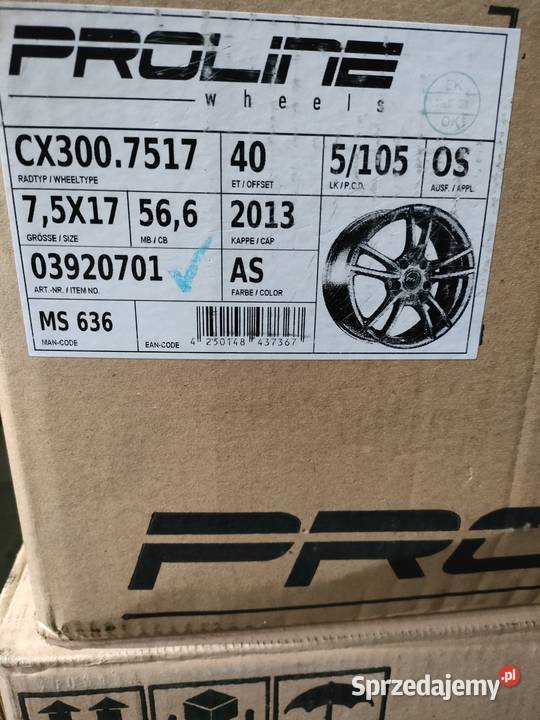 PROLINE
wheels
CX300.7517 40 5/105 OS
RADTYP / WHEELTYPE ET / OFFSET LK / P.C.D. AUSF. / APPL.
7,5X17 56,6 2013
GRÖSSE / SIZE MB / CB KAPPE / CAP
03920701 AS
ART.-NR. / ITEM NO. FARBE / COLOR
MS 636
MAN-CODE EAN-CODE 4 250148 437367
PRO
Sprzedajemy.pl